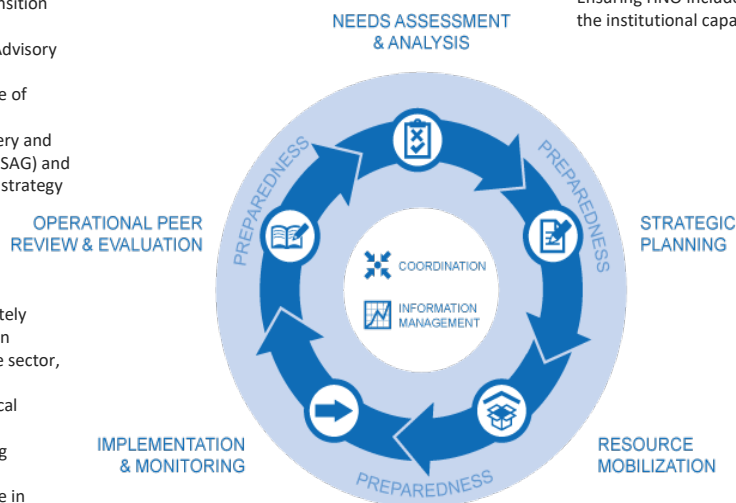 nsition
Advisory
e of
ery and
SAG) and
strategy
tely
n
e sector,
cal
g
e in
the institutional capa
NEEDS ASSESSMENT
& ANALYSIS
PREPAREDNESS
PREPAREDNESS
STRATEGIC
PLANNING
OPERATIONAL PEER
REVIEW & EVALUATION
COORDINATION
INFORMATION
MANAGEMENT
IMPLEMENTATION
& MONITORING
RESOURCE
MOBILIZATION
PREPAREDNESS